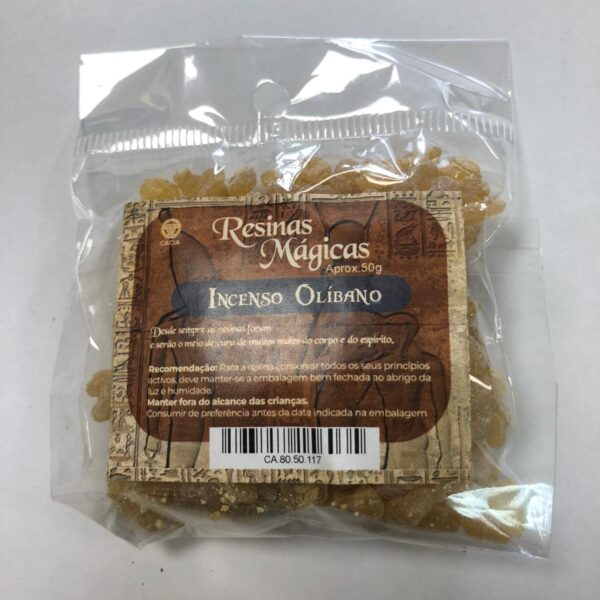 CACIA
Resinas
Mágicas
Aprox.50g
Incenso Olíbano
Desde sempre as resinas foram
e serão o meio de cura de muitos males do corpo e do espírito.
Recomendação: Para a resina conservar todos os seus princípios
activos, deve manter-se a embalagem bem fechada ao abrigo da
luz e humidade.
Manter fora do alcance das crianças.
Consumir de preferência antes da data indicada na embalagem
CA.80.50.117